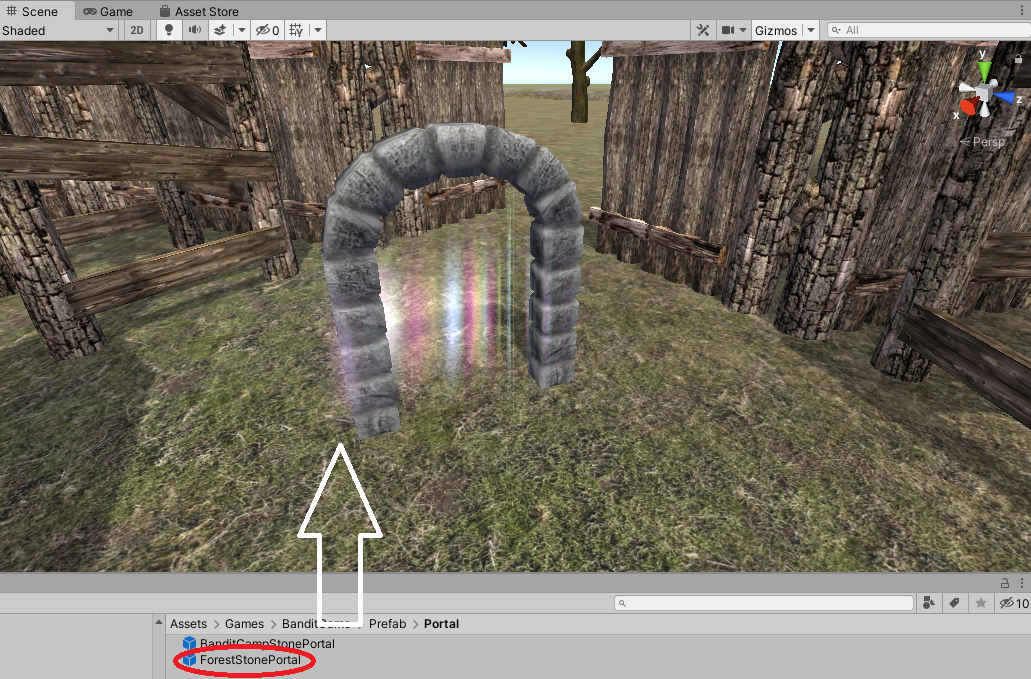 Scene Game Asset Store
Shaded 2D 0 Gizmos All
y
z
x
Persp
10
Assets > Games > > Prefab > Portal
BanditCampStonePortal
ForestStonePortal